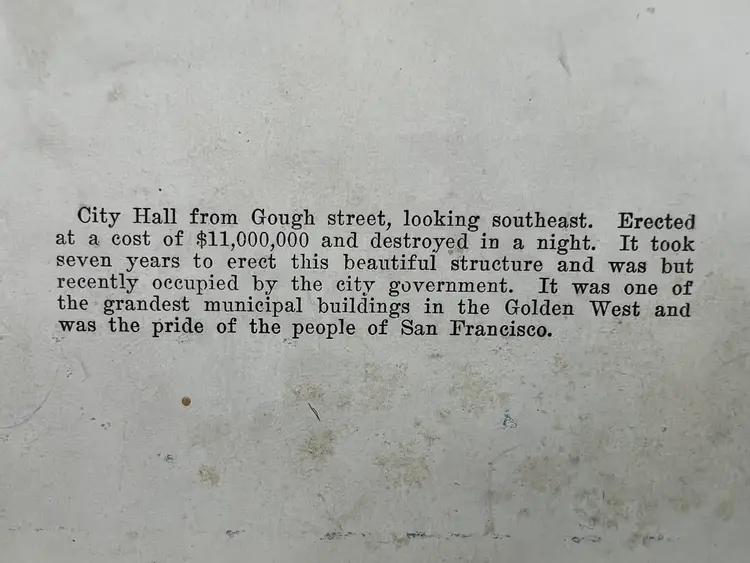 City Hall from Gough street, looking southeast. Erected
at a cost of $11,000,000 and destroyed in a night. It took
seven years to erect this beautiful structure and was but
recently occupied by the city government. It was one of
the grandest municipal buildings in the Golden West and
was the pride of the people of San Francisco.